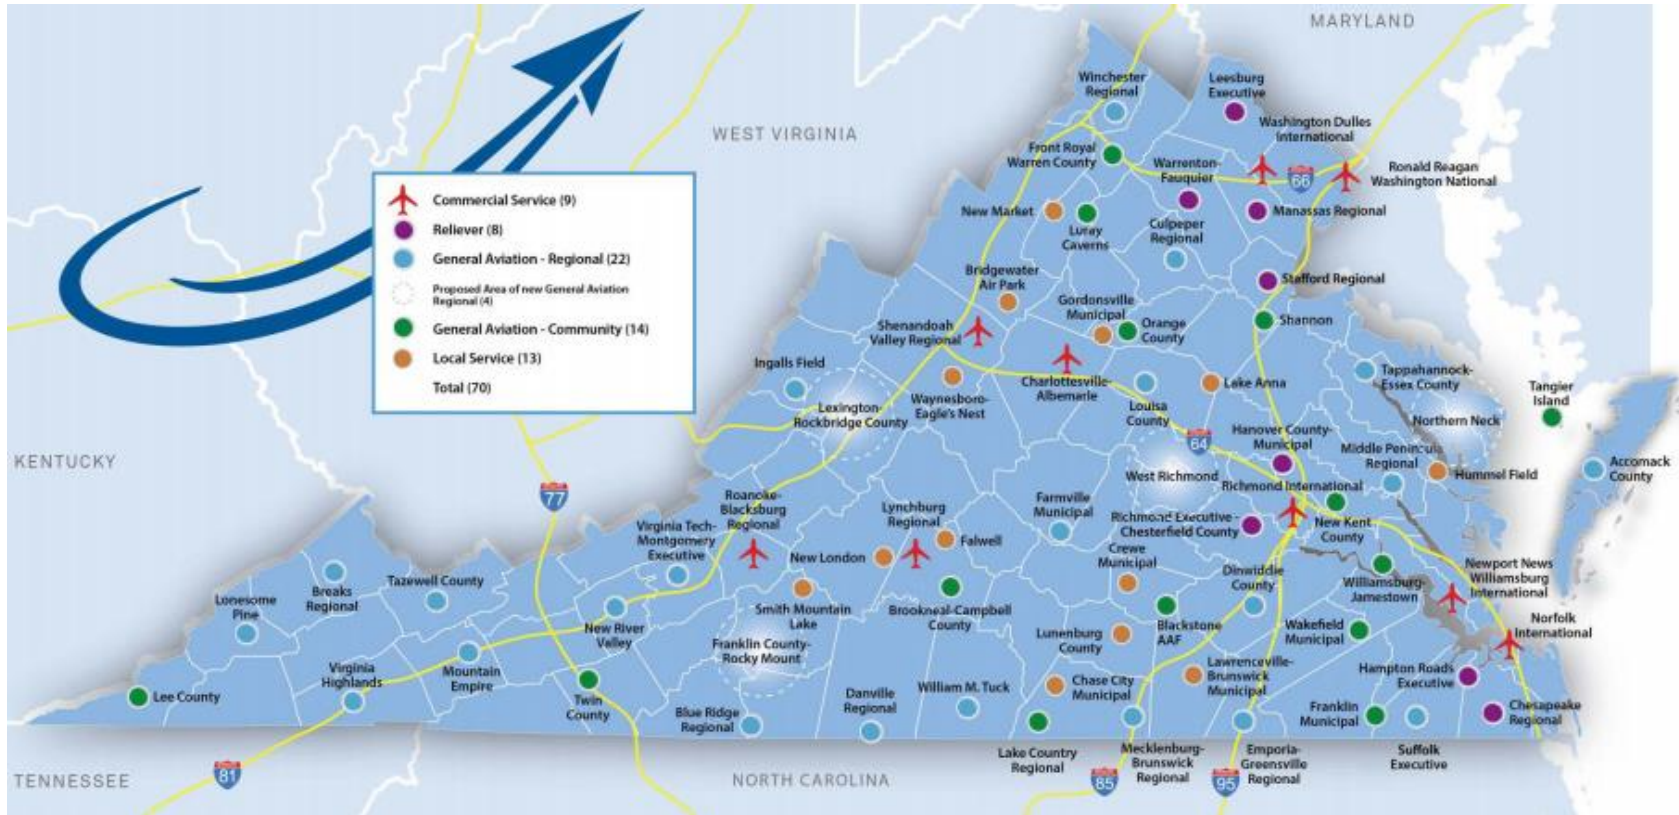 MARYLAND
WEST VIRGINIA
KENTUCKY
TENNESSEE
NORTH CAROLINA
Commercial Service (9)
Reliever (8)
General Aviation - Regional (22)
Proposed Area of new General Aviation
Regional (4)
General Aviation - Community (14)
Local Service (13)
Total (70)
Winchester
Regional
Leesburg
Executive
Washington Dulles
International
Front Royal
Warren County
Warrenton-
Fauquier
66
Ronald Reagan
Washington National
New Market
Luray
Caverns
Culpeper
Regional
Manassas Regional
Bridgewater
Air Park
Stafford Regional
Gordonsville
Municipal
Orange
County
Shannon
Shenandoah
Valley Regional
Ingalls Field
Charlottesville-
Albemarle
Lake Anna
Tappahannock-
Essex County
Tangier
Island
Lexington-
Rockbridge County
Waynesboro-
Eagle's Nest
Louisa
County
Northern Neck
64
Hanover County-
Municipal
Middle Peninsula
Regional
Hummel Field
Accomack
County
West Richmond
Richmond International
77
Roanoke-
Blacksburg
Regional
Lynchburg
Regional
Farmville
Municipal
Richmond Executive -
Chesterfield County
New Kent
County
Virginia Tech-
Montgomery
Executive
New London
Falwell
Crewe
Municipal
Dinwiddie
County
Williamsburg-
Jamestown
Newport News
Williamsburg
International
Breaks
Regional
Tazewell County
Lonesome
Pine
Smith Mountain
Lake
Brookneal-Campbell
County
Blackstone
AAF
Wakefield
Municipal
Norfolk
International
New River
Valley
Franklin County-
Rocky Mount
Lunenburg
County
Virginia
Highlands
Mountain
Empire
Lawrenceville-
Brunswick
Municipal
Hampton Roads
Executive
Lee County
Twin
County
Blue Ridge
Regional
Danville
Regional
William M. Tuck
Chase City
Municipal
Franklin
Municipal
Chesapeake
Regional
Lake Country
Regional
Mecklenburg-
Brunswick
Regional
Emporia-
Greensville
Regional
Suffolk
Executive
81
85
95